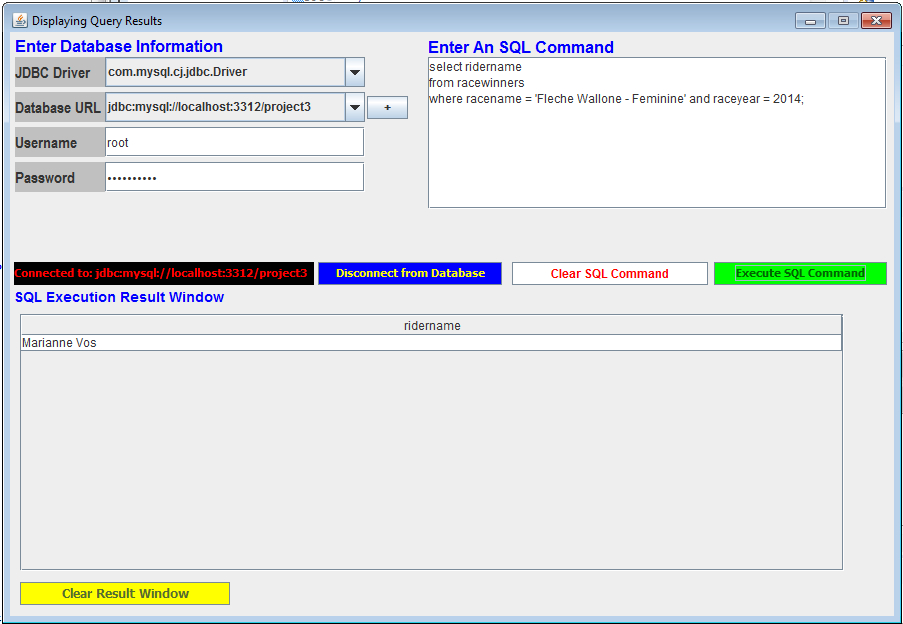 Displaying Query Results
Enter Database Information
JDBC Driver com.mysql.cj.jdbc.Driver
Database URL jdbc:mysql://localhost:3312/project3 +
Username root
Password ••••••••••
Enter An SQL Command
select ridername
from racewinners
where racename = 'Fleche Wallone - Feminine' and raceyear = 2014;
Connected to: jdbc:mysql://localhost:3312/project3 Disconnect from Database Clear SQL Command Execute SQL Command
SQL Execution Result Window
ridername
Marianne Vos
Clear Result Window